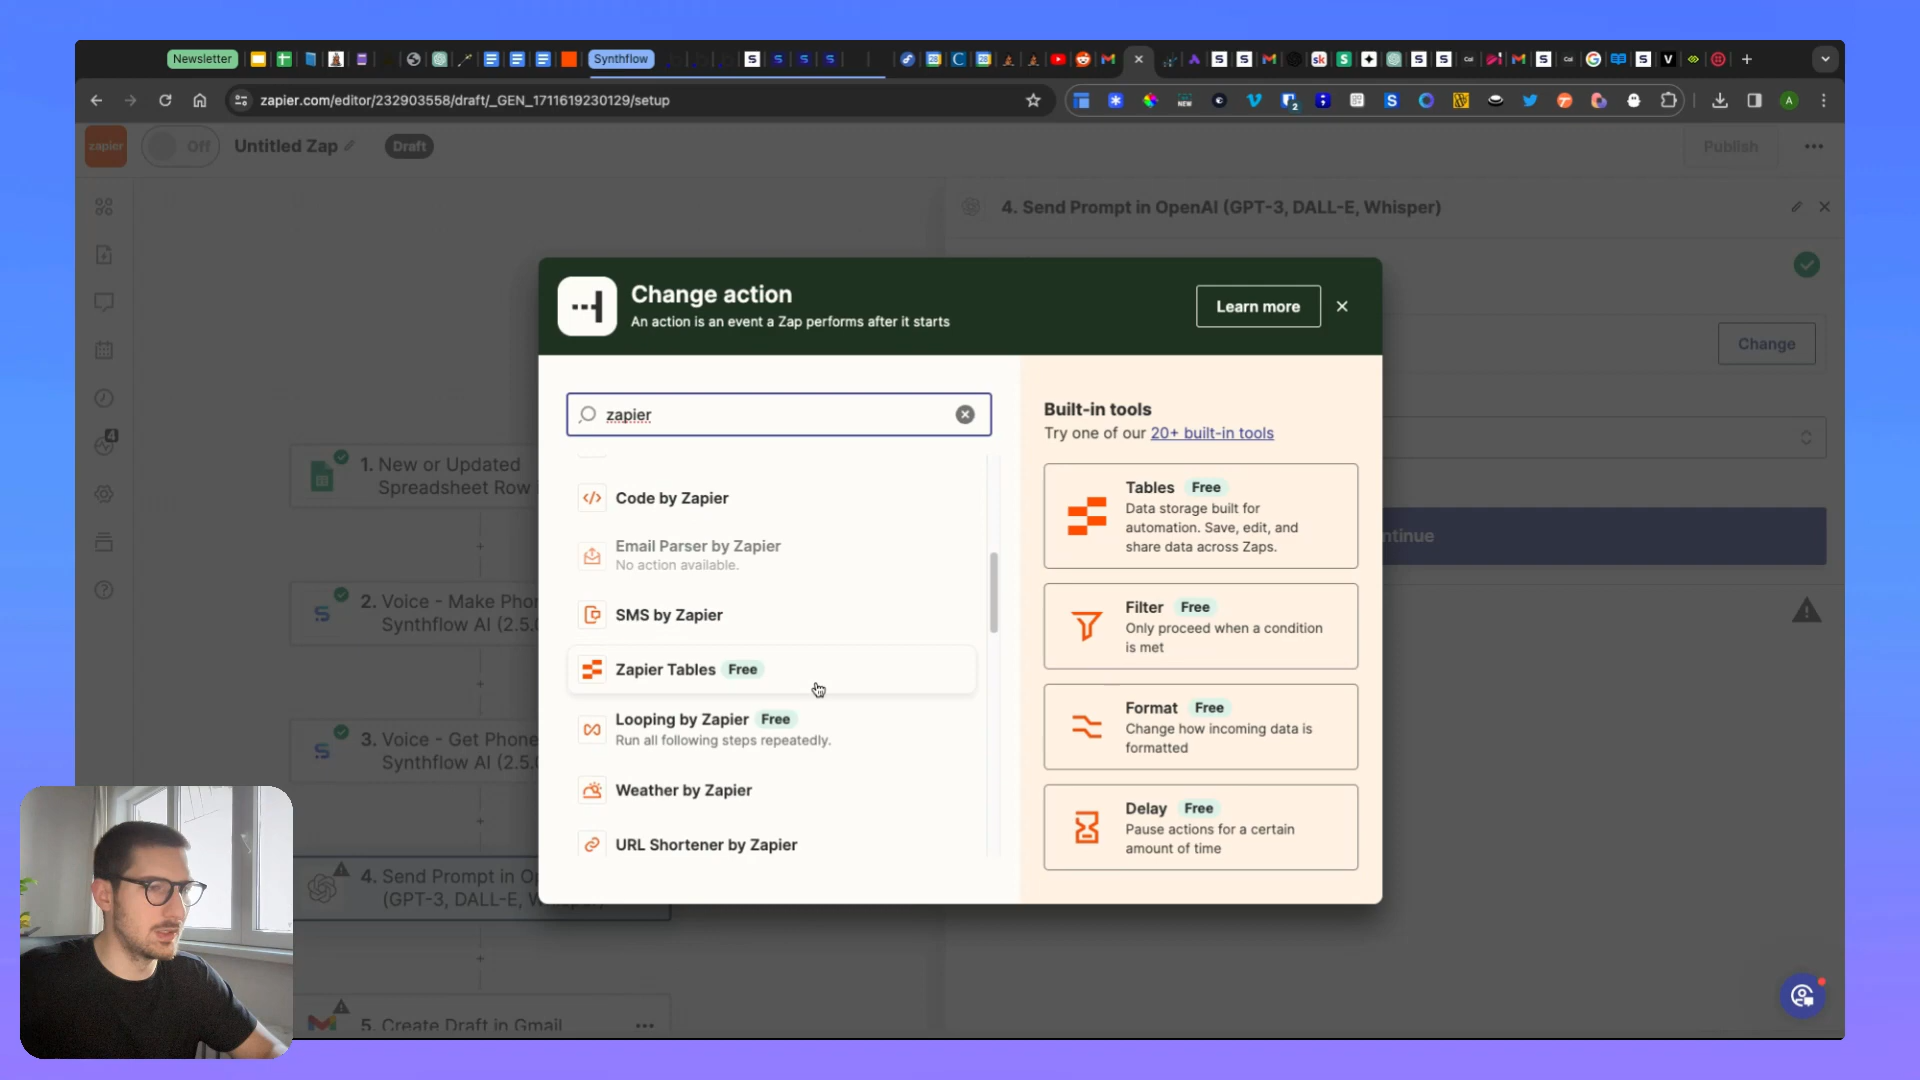 Newsletter
Synthflow
zapier.com/editor/232903558/draft/_GEN_1711619230129/setup
zapier
Off
Untitled Zap
Draft
Publish
4. Send Prompt in OpenAI (GPT-3, DALL-E, Whisper)
Change action
An action is an event a Zap performs after it starts
Learn more
Change
zapier
Code by Zapier
Email Parser by Zapier
No action available.
SMS by Zapier
Zapier Tables Free
Looping by Zapier Free
Run all following steps repeatedly.
Weather by Zapier
URL Shortener by Zapier
Built-in tools
Try one of our 20+ built-in tools
Tables Free
Data storage built for
automation. Save, edit, and
share data across Zaps.
Filter Free
Only proceed when a condition
is met
Format Free
Change how incoming data is
formatted
Delay Free
Pause actions for a certain
amount of time
ntinue
4
1. New or Updated
Spreadsheet Row
2. Voice - Make Pho
Synthflow AI (2.5.0
3. Voice - Get Phone
Synthflow AI (2.5.0
4. Send Prompt in Op
(GPT-3, DALL-E, W
5. Create Draft in Gmail